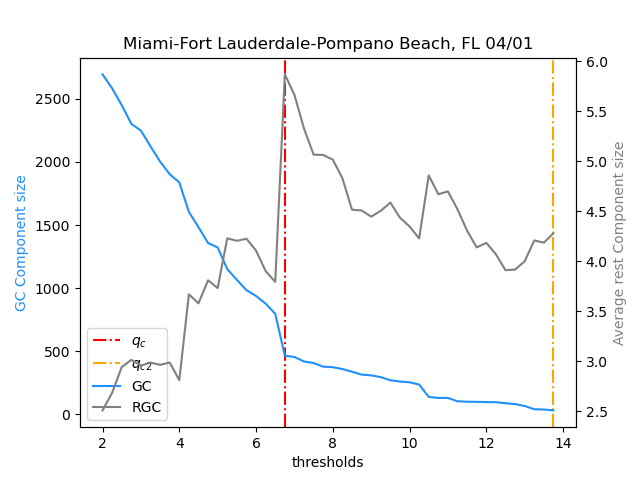 Miami-Fort Lauderdale-Pompano Beach, FL 04/01
GC Component size
2500
2000
1500
1000
500
0
6.0
5.5
5.0
4.5
4.0
3.5
3.0
2.5
Average rest Component size
q_c
q_c2
GC
RGC
2 4 6 8 10 12 14
thresholds